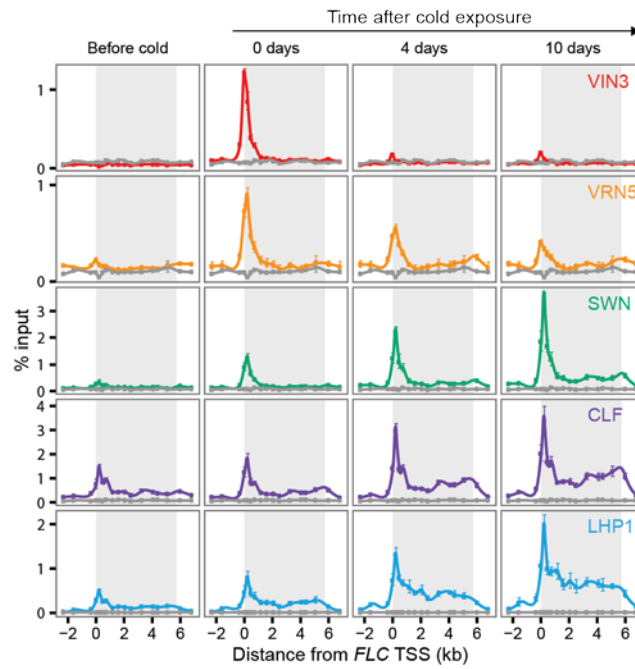 Time after cold exposure
Before cold 0 days 4 days 10 days
1 VIN3
0
1 VRN5
0
3 SWN
2
1
0
4 CLF
3
2
1
0
2 LHP1
1
0
% input
−2 0 2 4 6 −2 0 2 4 6 −2 0 2 4 6 −2 0 2 4 6
Distance from FLC TSS (kb)